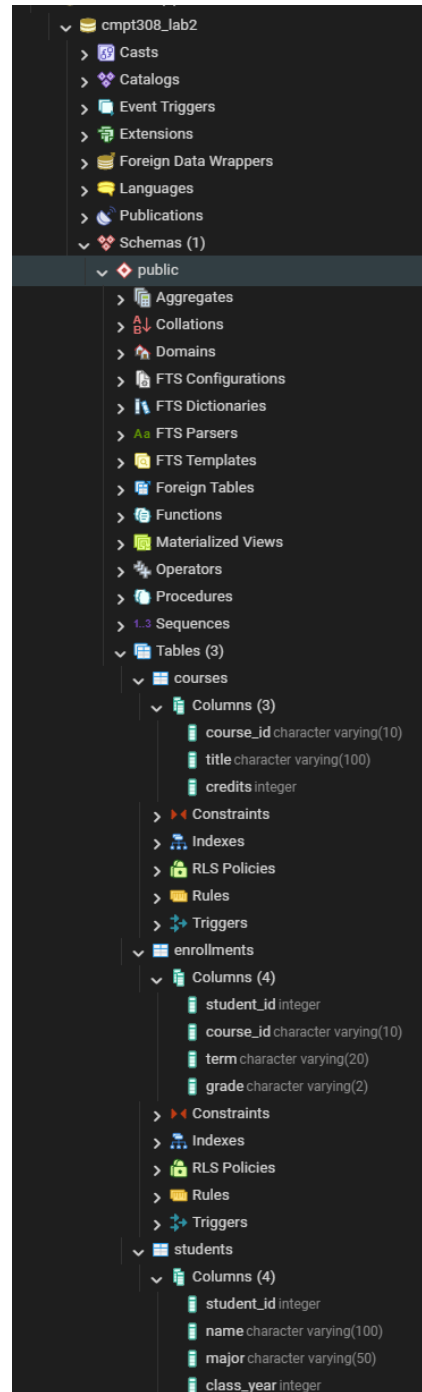 cmpt308_lab2
Casts
Catalogs
Event Triggers
Extensions
Foreign Data Wrappers
Languages
Publications
Schemas (1)
public
Aggregates
Collations
Domains
FTS Configurations
FTS Dictionaries
Aa FTS Parsers
FTS Templates
Foreign Tables
Functions
Materialized Views
Operators
Procedures
1..3 Sequences
Tables (3)
courses
Columns (3)
course_id character varying(10)
title character varying(100)
credits integer
Constraints
Indexes
RLS Policies
Rules
Triggers
enrollments
Columns (4)
student_id integer
course_id character varying(10)
term character varying(20)
grade character varying(2)
Constraints
Indexes
RLS Policies
Rules
Triggers
students
Columns (4)
student_id integer
name character varying(100)
major character varying(50)
class_year integer